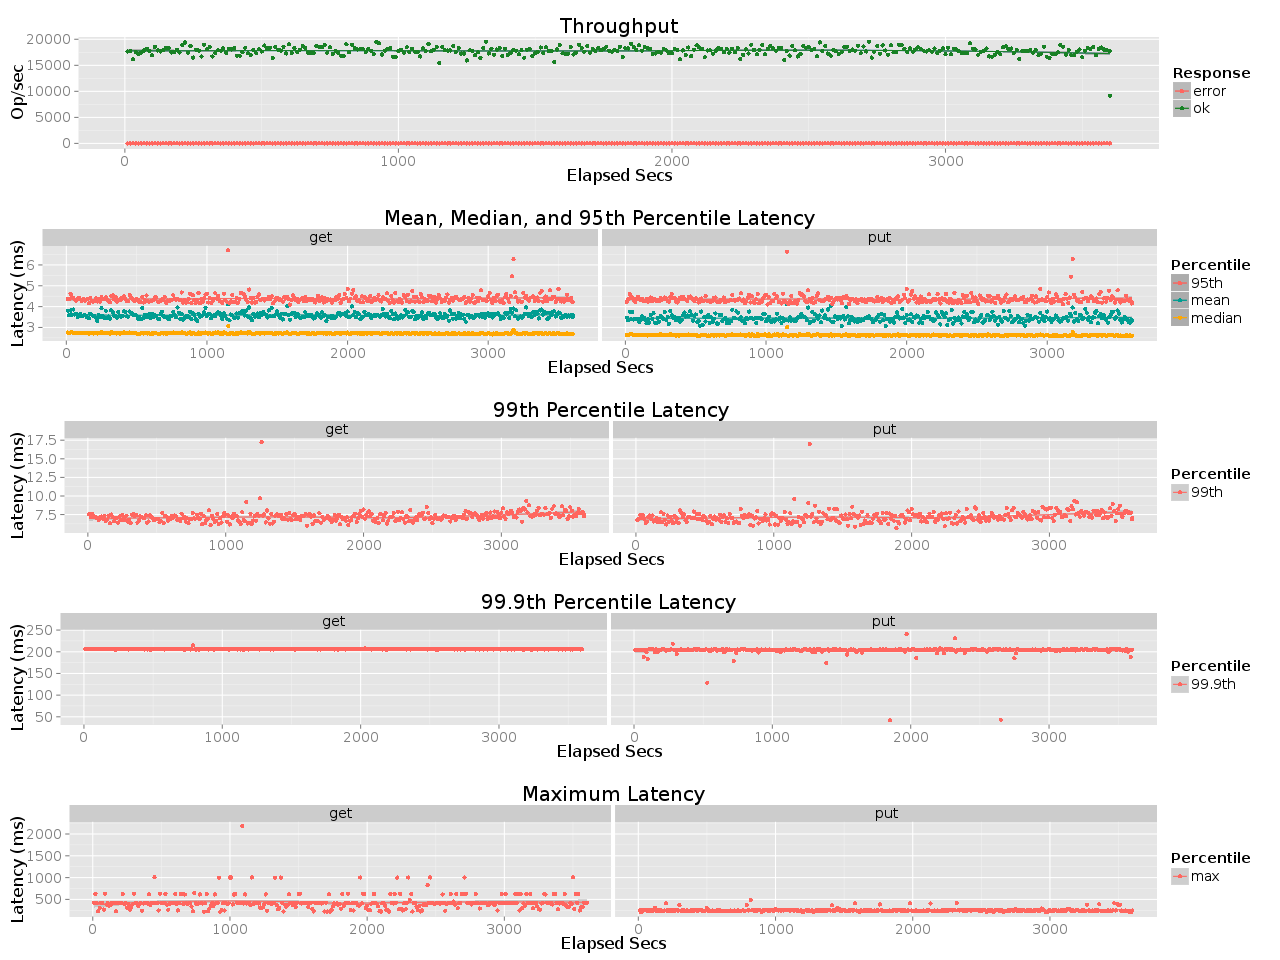 Throughput
20000
15000
10000
5000
0
Op/sec
0 1000 2000 3000
Elapsed Secs
Response
error
ok
Mean, Median, and 95th Percentile Latency
get put
6
5
4
3
Latency (ms)
0 1000 2000 3000 0 1000 2000 3000
Elapsed Secs
Percentile
95th
mean
median
99th Percentile Latency
get put
17.5
15.0
12.5
10.0
7.5
Latency (ms)
0 1000 2000 3000 0 1000 2000 3000
Elapsed Secs
Percentile
99th
99.9th Percentile Latency
get put
250
200
150
100
50
Latency (ms)
0 1000 2000 3000 0 1000 2000 3000
Elapsed Secs
Percentile
99.9th
Maximum Latency
get put
2000
1500
1000
500
Latency (ms)
0 1000 2000 3000 0 1000 2000 3000
Elapsed Secs
Percentile
max